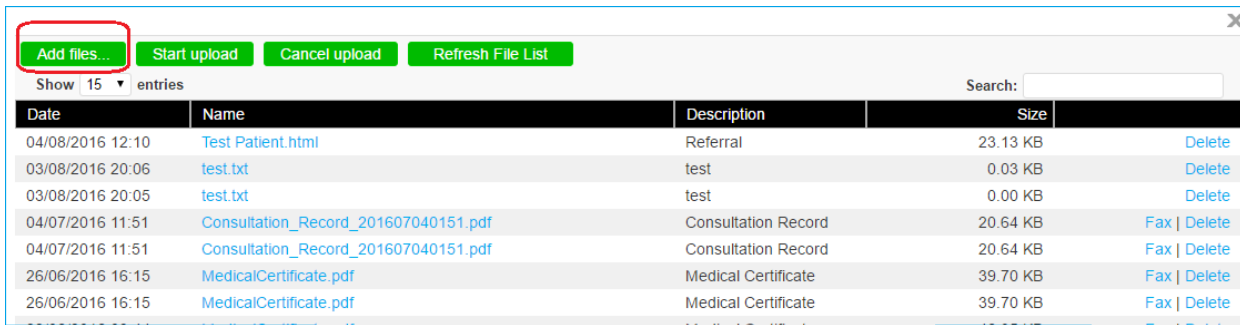 X
Add files... Start upload Cancel upload Refresh File List
Show 15 entries Search:
Date Name Description Size
04/08/2016 12:10 Test Patient.html Referral 23.13 KB Delete
03/08/2016 20:06 test.txt test 0.03 KB Delete
03/08/2016 20:05 test.txt test 0.00 KB Delete
04/07/2016 11:51 Consultation_Record_201607040151.pdf Consultation Record 20.64 KB Fax | Delete
04/07/2016 11:51 Consultation_Record_201607040151.pdf Consultation Record 20.64 KB Fax | Delete
26/06/2016 16:15 MedicalCertificate.pdf Medical Certificate 39.70 KB Fax | Delete
26/06/2016 16:15 MedicalCertificate.pdf Medical Certificate 39.70 KB Fax | Delete